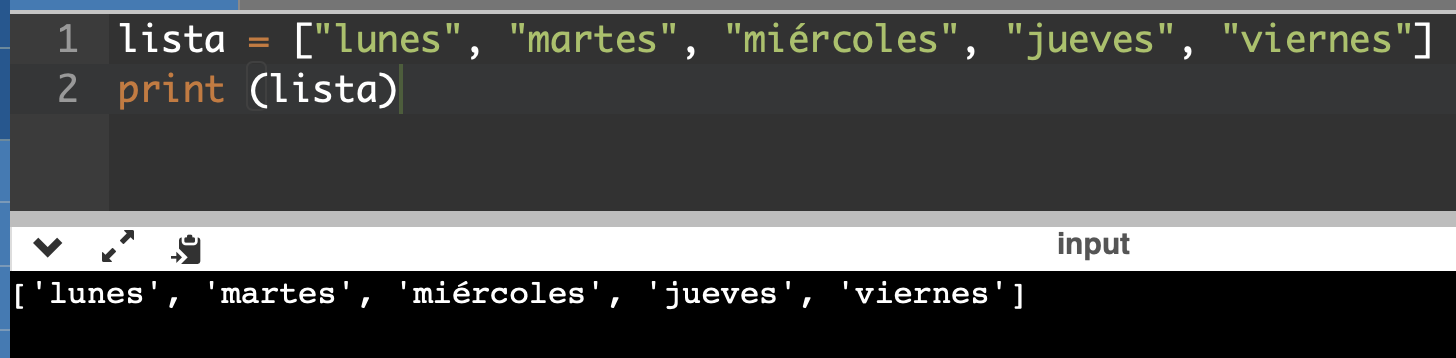 1 lista = ["lunes", "martes", "miércoles", "jueves", "viernes"]
2 print (lista)
input
['lunes', 'martes', 'miércoles', 'jueves', 'viernes']